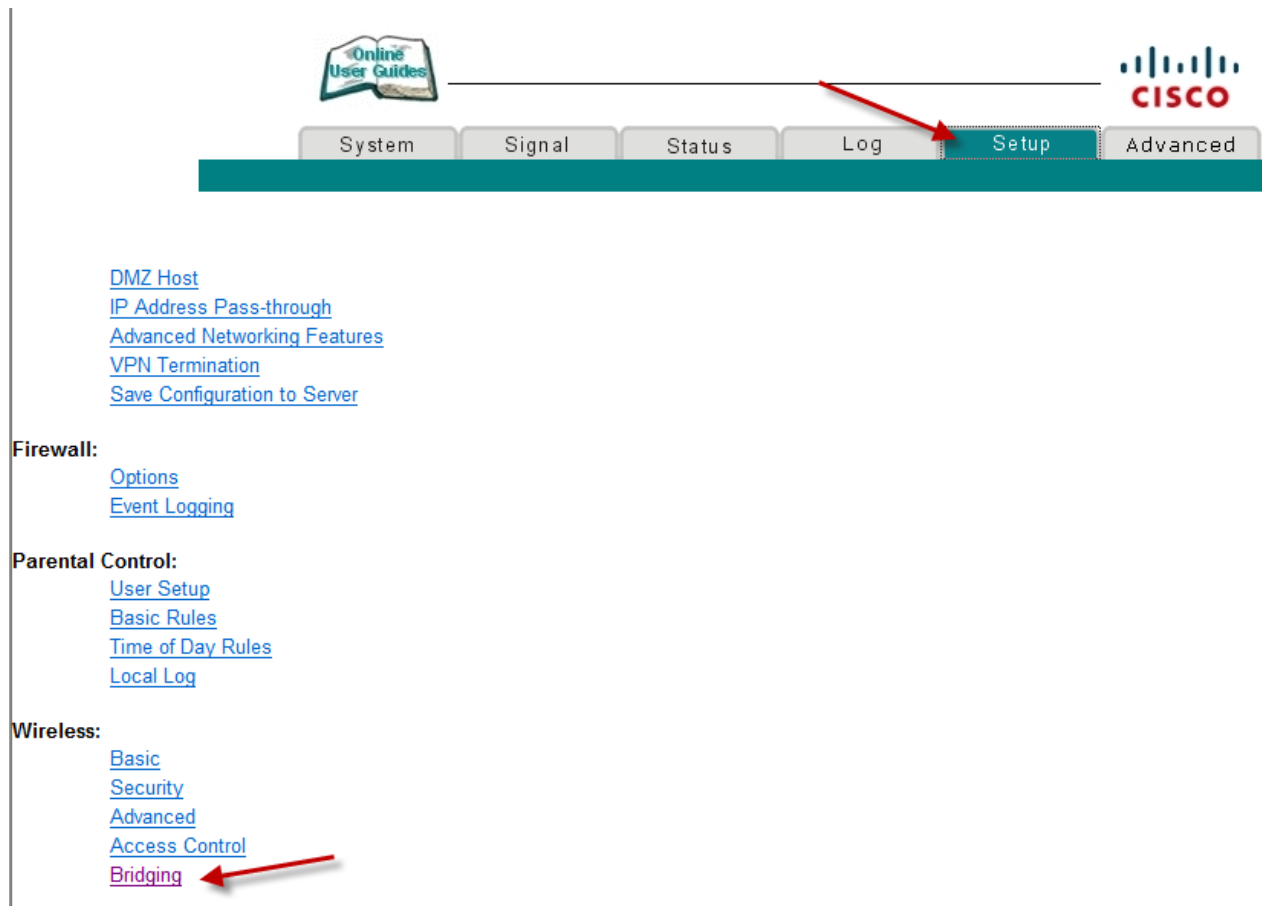 Online
User Guides
CISCO
System Signal Status Log Setup Advanced
DMZ Host
IP Address Pass-through
Advanced Networking Features
VPN Termination
Save Configuration to Server
Firewall:
Options
Event Logging
Parental Control:
User Setup
Basic Rules
Time of Day Rules
Local Log
Wireless:
Basic
Security
Advanced
Access Control
Bridging